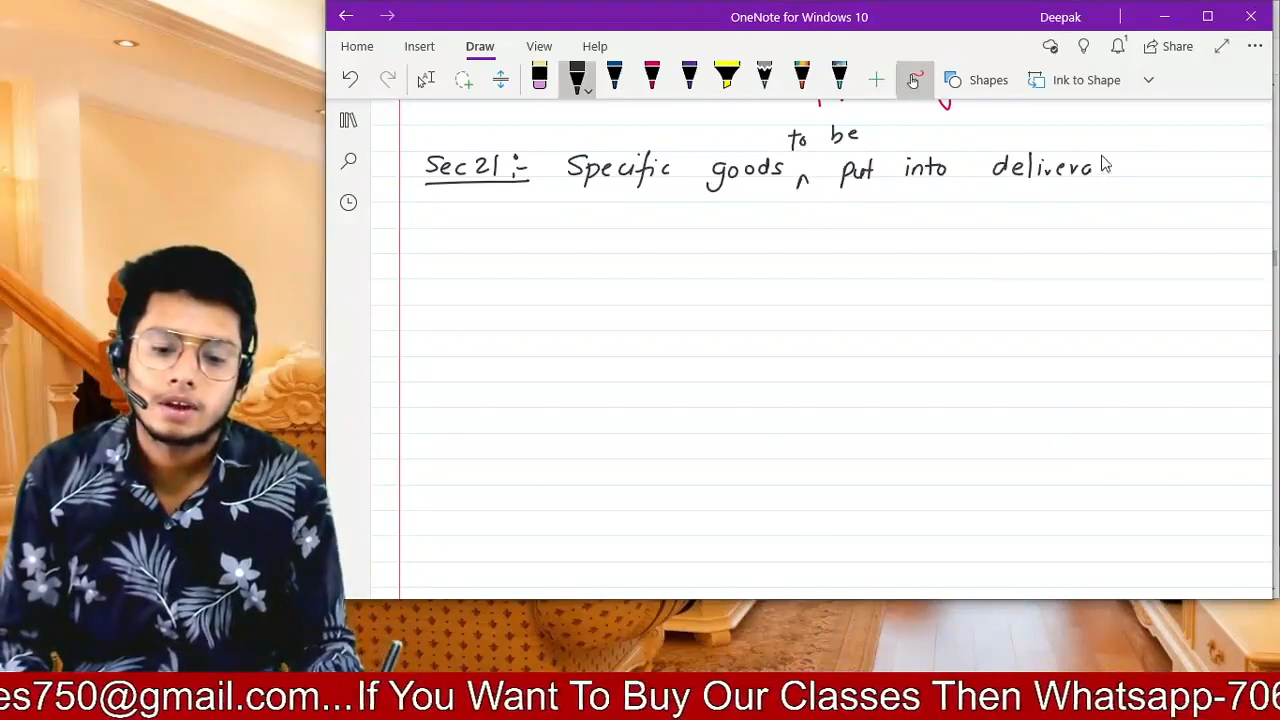 OneNote for Windows 10
Deepak
Home Insert Draw View Help
Share
Shapes
Ink to Shape
to be
Sec 21 :- Specific goods ^ put into delivera
es750@gmail.com...If You Want To Buy Our Classes Then Whatsapp-706